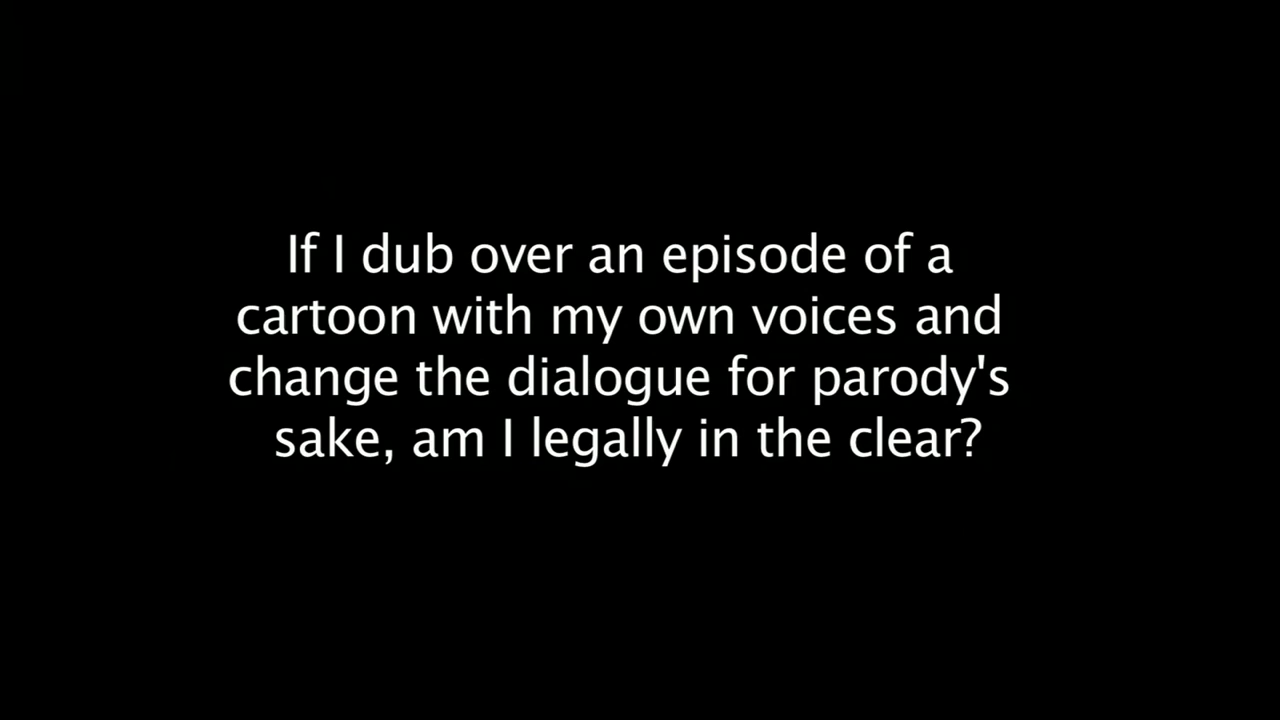 If I dub over an episode of a
cartoon with my own voices and
change the dialogue for parody's
sake, am I legally in the clear?